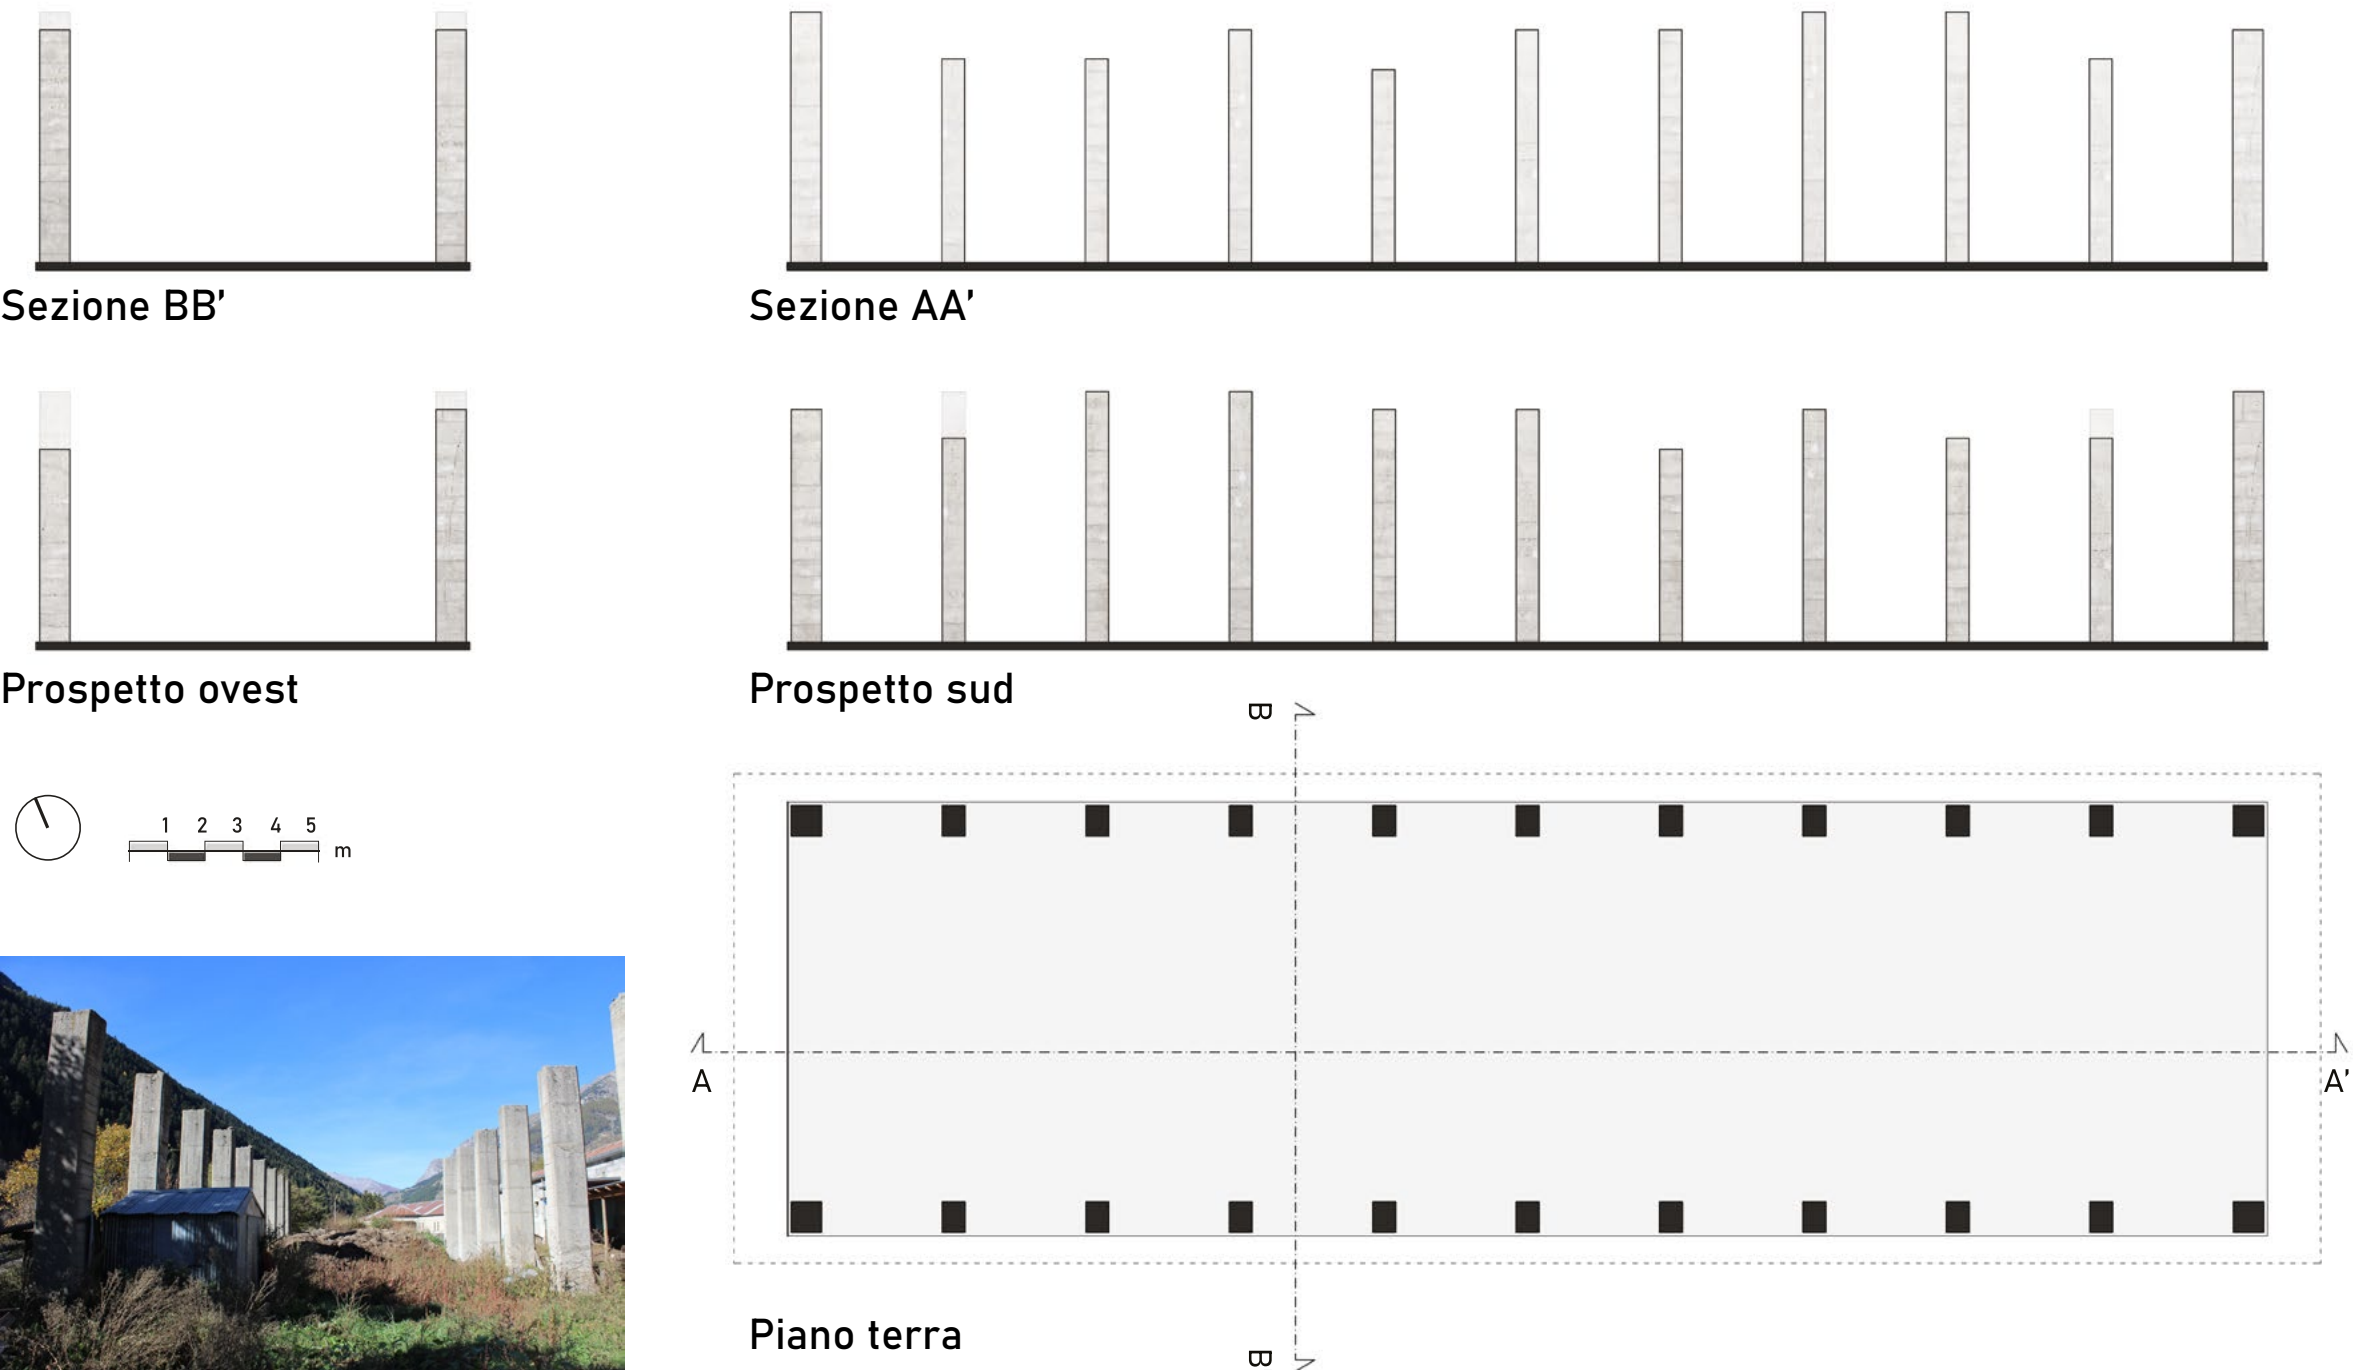 Sezione BB'
Sezione AA'
Prospetto ovest
Prospetto sud
B
1 2 3 4 5
m
A
A'
Piano terra
B